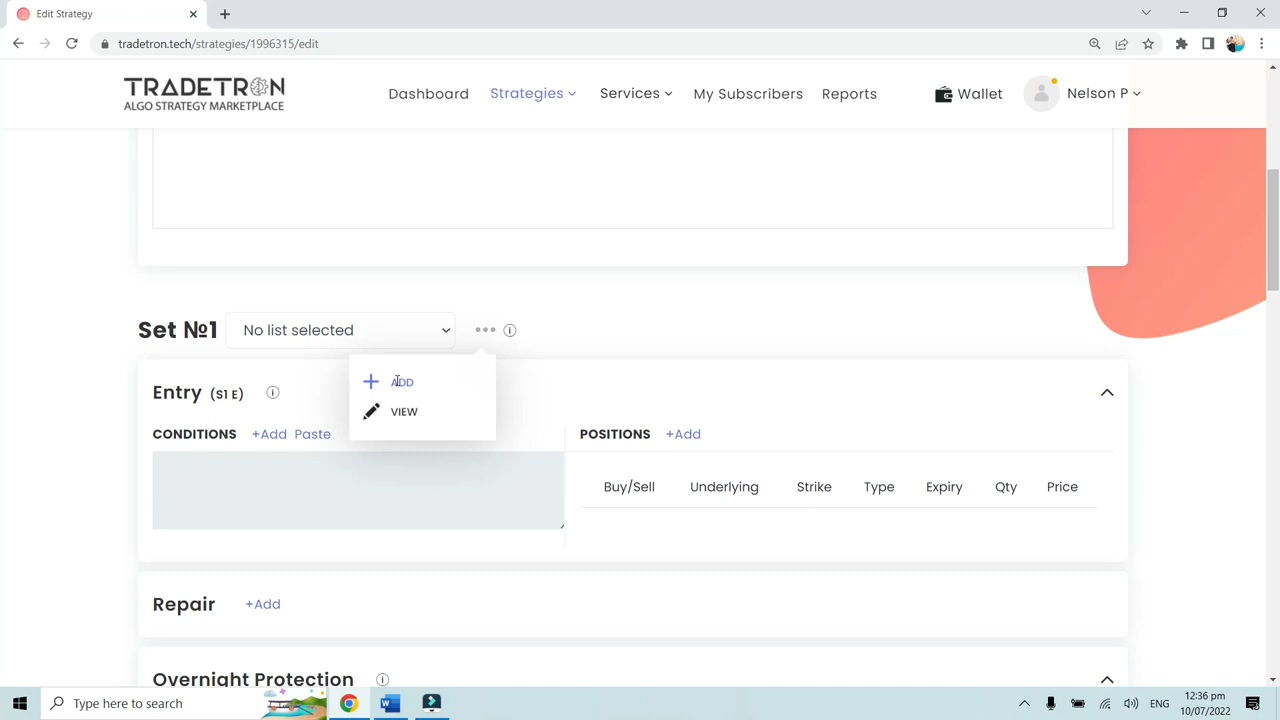 Edit Strategy
tradetron.tech/strategies/1996315/edit
TRADETRON
ALGO STRATEGY MARKETPLACE
Dashboard Strategies Services My Subscribers Reports Wallet Nelson P
Set №1 No list selected
ADD
VIEW
Entry (S1 E)
CONDITIONS +Add Paste
POSITIONS +Add
Buy/Sell Underlying Strike Type Expiry Qty Price
Repair +Add
Overnight Protection
Type here to search
ENG
12:36 pm
10/07/2022